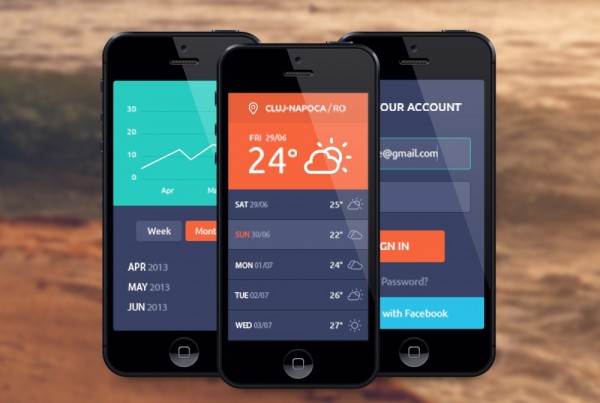 30
20
10
0
Apr
Week
Mont
APR 2013
MAY 2013
JUN 2013
CLUJ-NAPOCA / RO
FRI 29/06
24°
SAT 29/06 25°
SUN 30/06 22°
MON 01/07 24°
TUE 02/07 26°
WED 03/07 27°
OUR ACCOUNT
e@gmail.com
GN IN
Password?
with Facebook